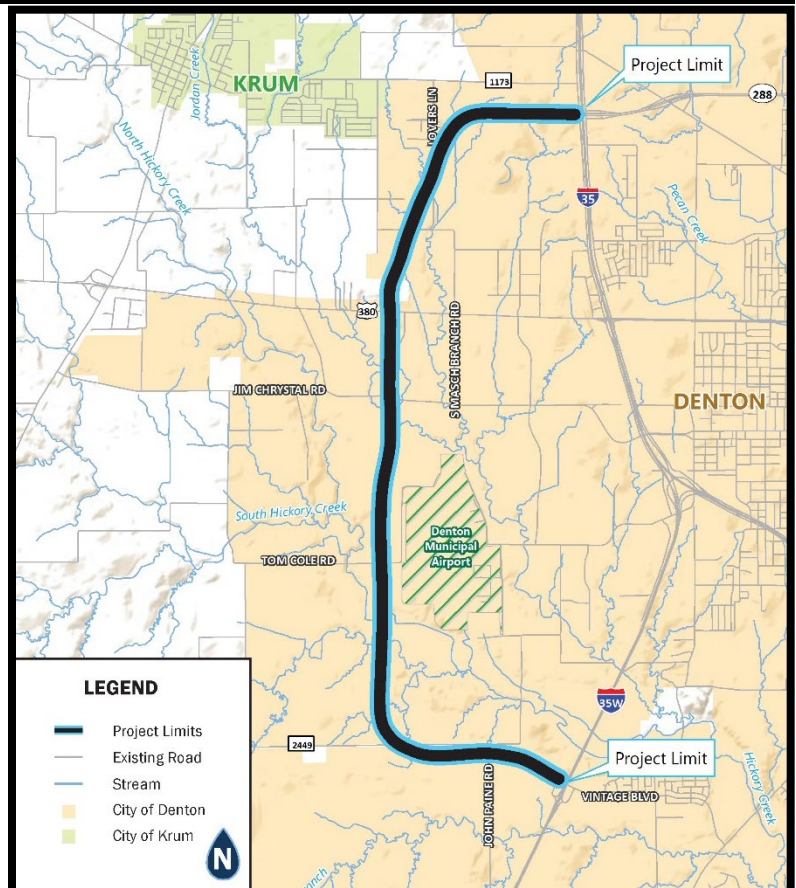 Project Limit
1173
288
KRUM
Jordan Creek
LOVERS LN
North Hickory Creek
35
Pecan Creek
380
S MASCH BRANCH RD
JIM CHRYSTAL RD
DENTON
South Hickory Creek
Denton
Municipal
Airport
TOM COLE RD
LEGEND
Project Limits
Existing Road
Stream
City of Denton
City of Krum
N
35W
2449
Project Limit
JOHN PAINE RD
VINTAGE BLVD
Hickory Creek